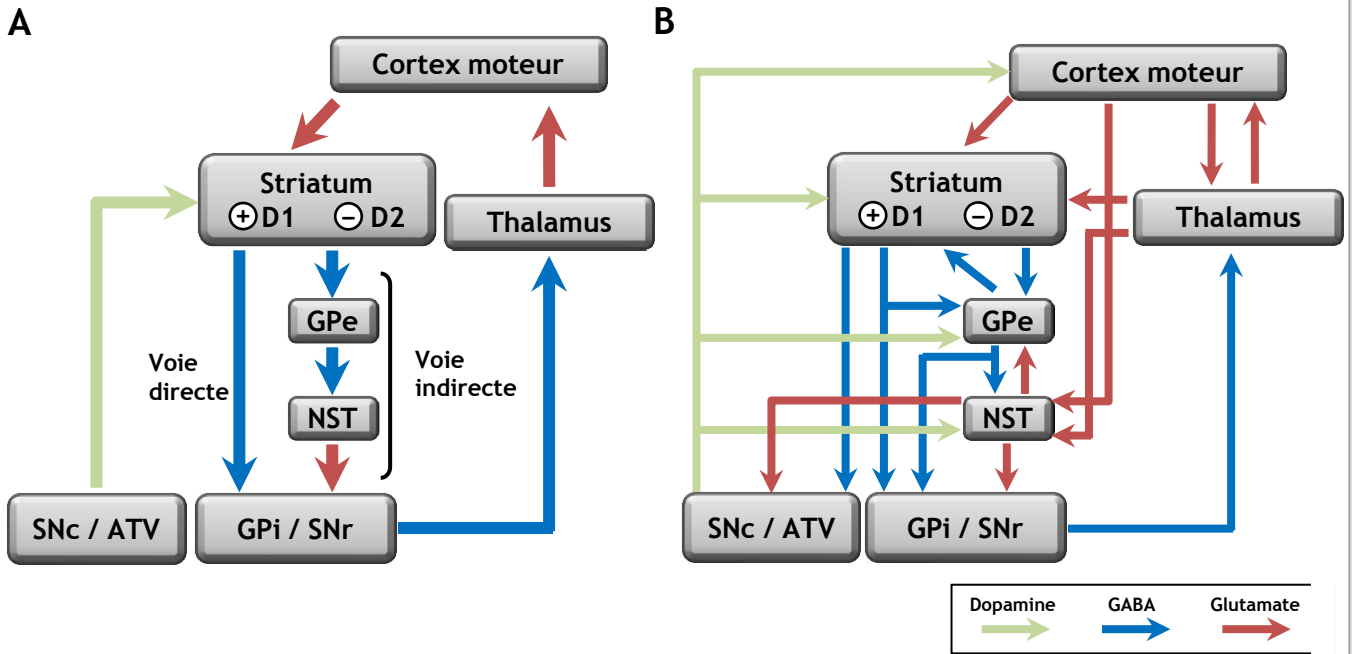 A
Cortex moteur
Striatum
+ D1 − D2
Thalamus
GPe
Voie
directe
Voie
indirecte
NST
SNc / ATV
GPi / SNr
B
Cortex moteur
Striatum
+ D1 − D2
Thalamus
GPe
NST
SNc / ATV
GPi / SNr
Dopamine
GABA
Glutamate